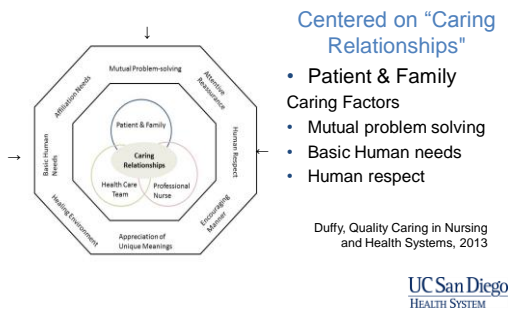 Mutual Problem-solving
Attentive
Reassurance
Human Respect
Encouraging
Manner
Appreciation of
Unique Meanings
Healing Environment
Basic Human
Needs
Affiliation Needs
Patient & Family
Caring
Relationships
Health Care
Team
Professional
Nurse
Centered on “Caring
Relationships"
• Patient & Family
Caring Factors
• Mutual problem solving
• Basic Human needs
• Human respect
Duffy, Quality Caring in Nursing
and Health Systems, 2013
UC San Diego
HEALTH SYSTEM